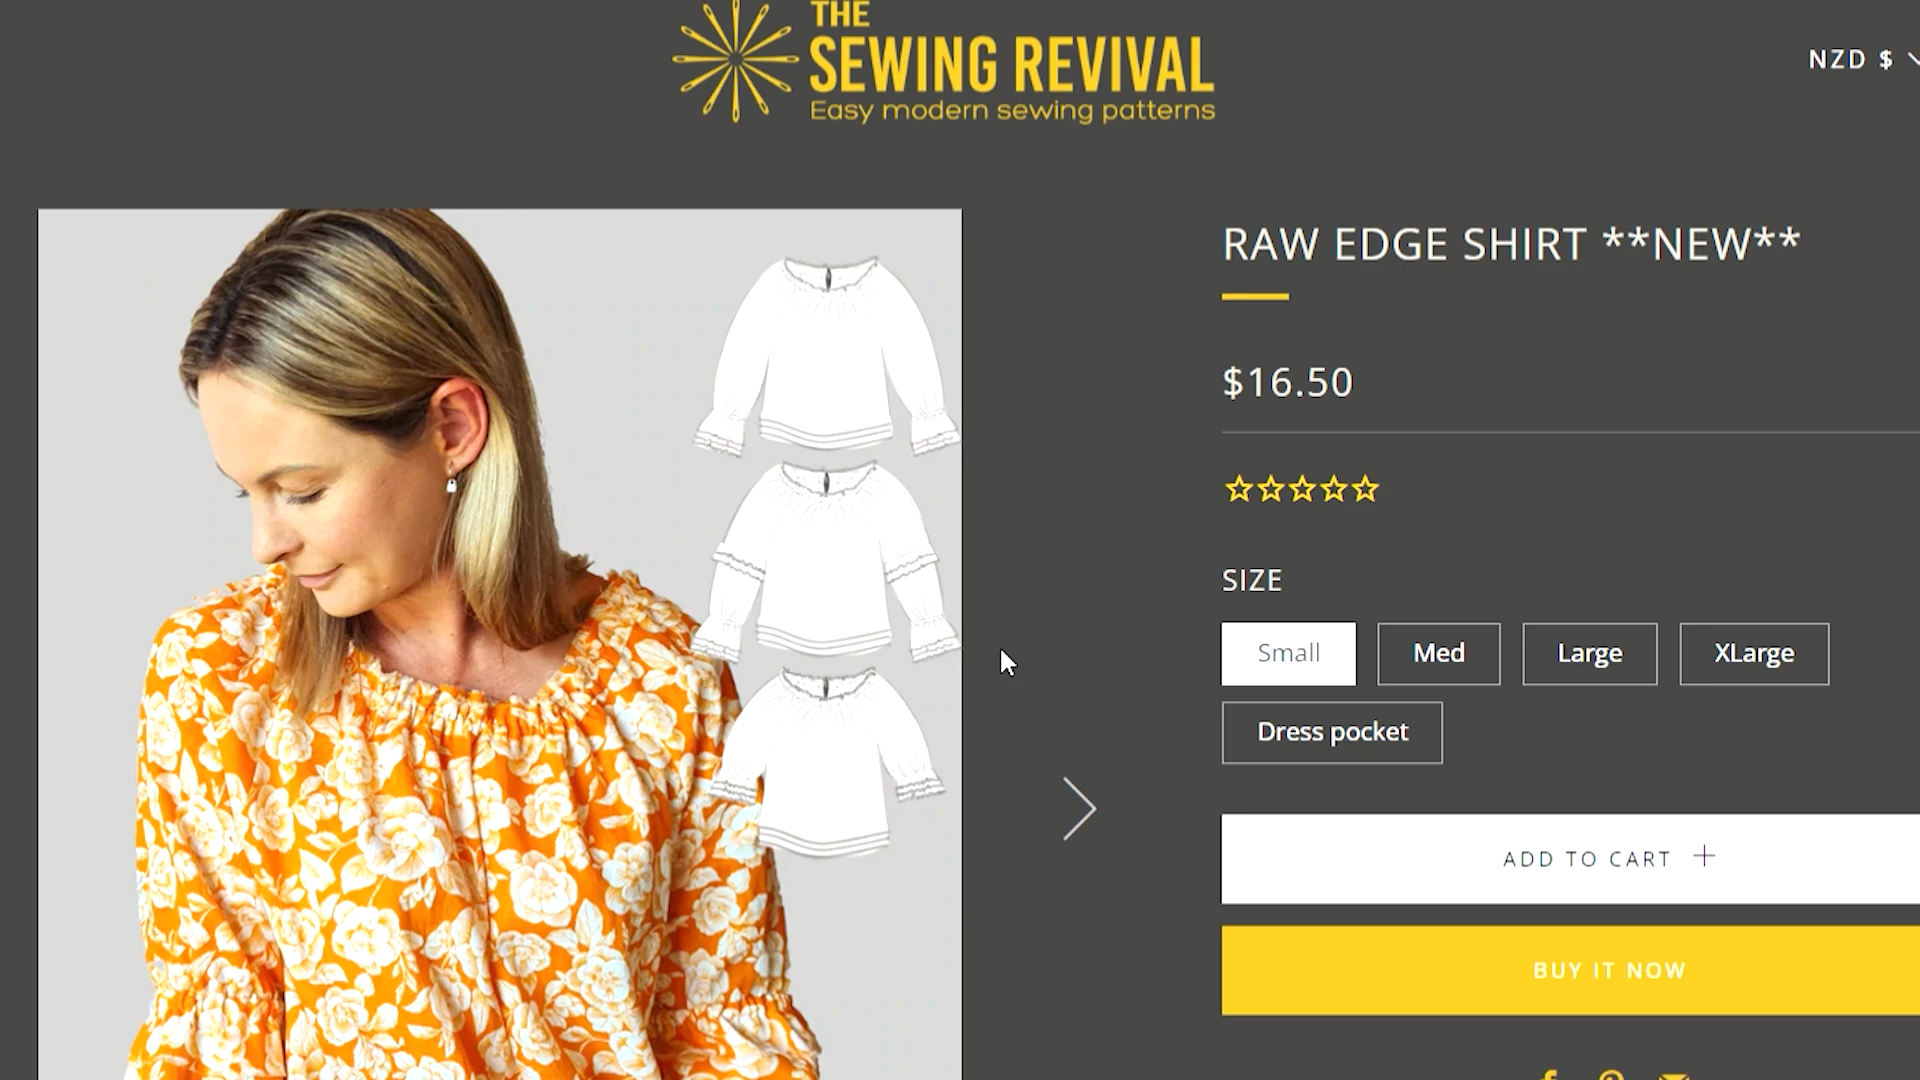 THE
SEWING REVIVAL
Easy modern sewing patterns
NZD $
RAW EDGE SHIRT **NEW**
$16.50
SIZE
Small Med Large XLarge
Dress pocket
ADD TO CART +
BUY IT NOW